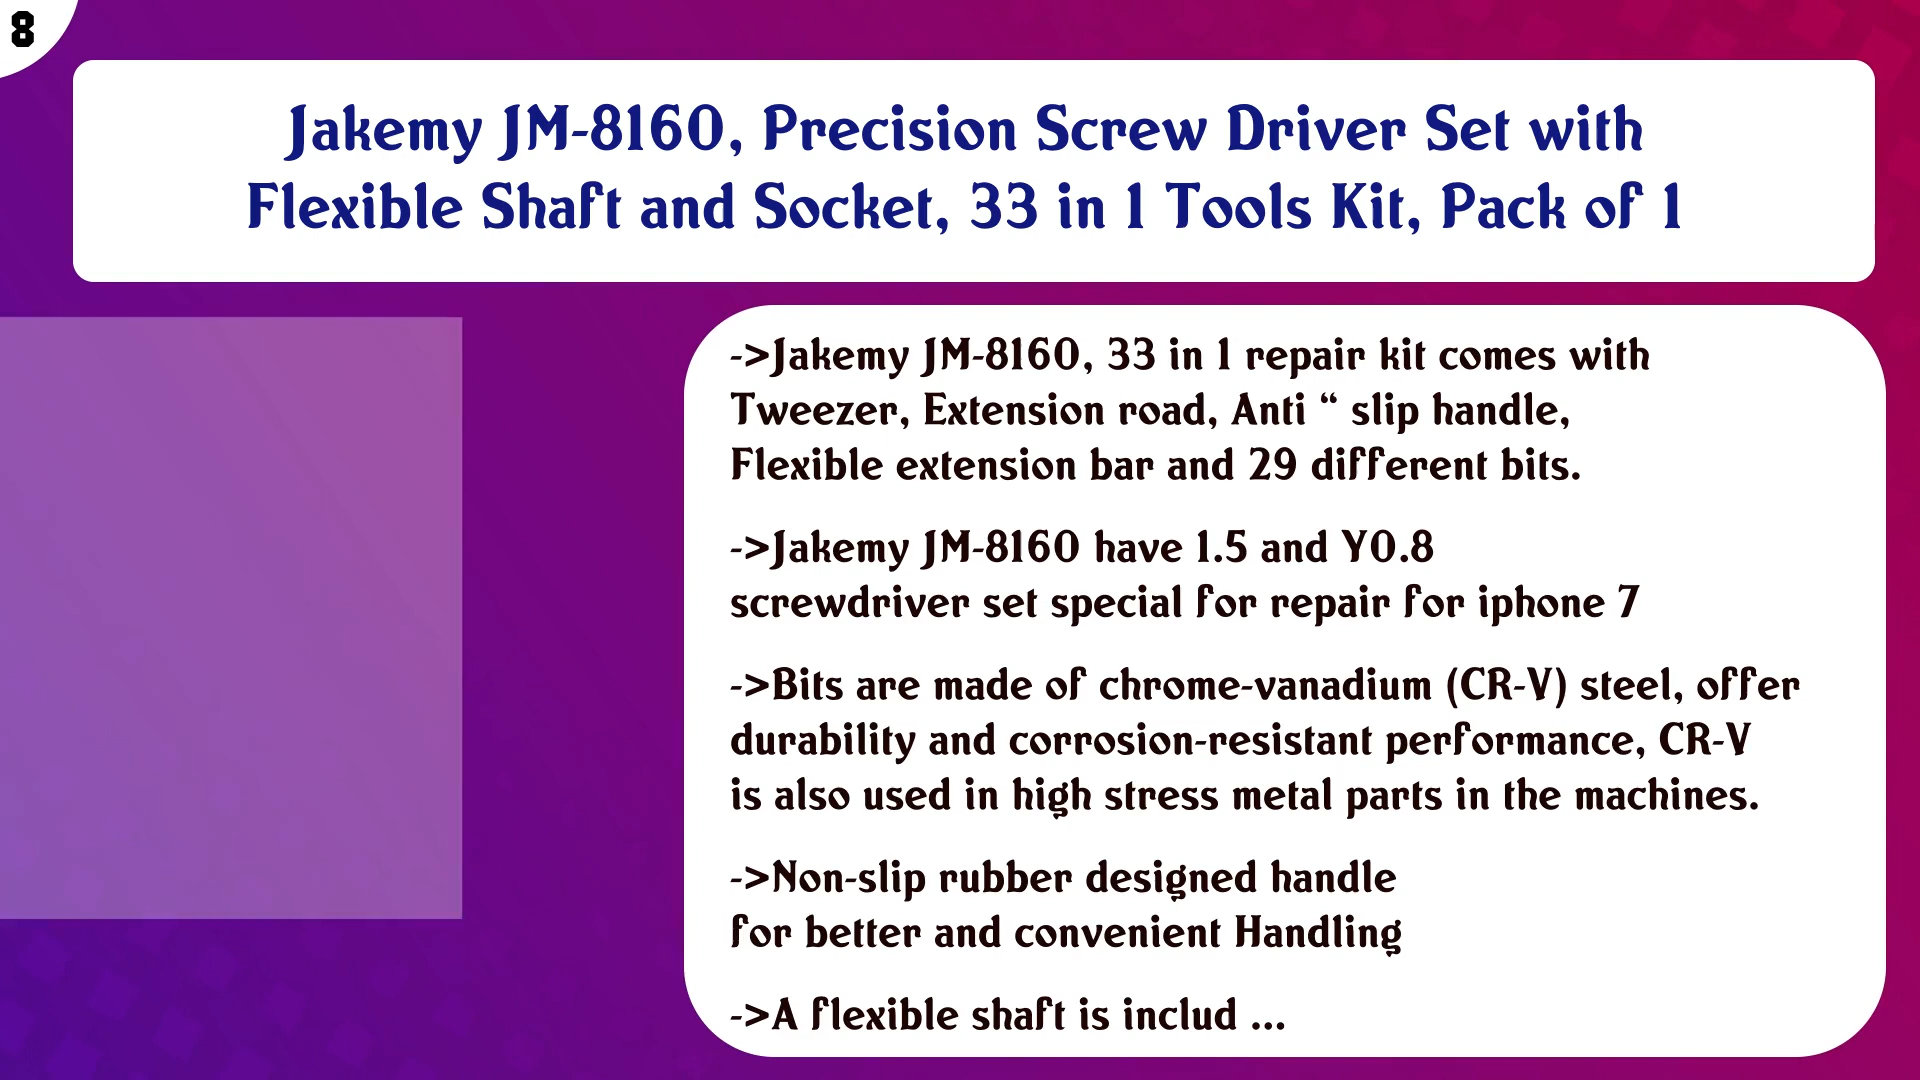 8
Jakemy JM-8160, Precision Screw Driver Set with
Flexible Shaft and Socket, 33 in 1 Tools Kit, Pack of 1
->Jakemy JM-8160, 33 in 1 repair kit comes with
Tweezer, Extension road, Anti “ slip handle,
Flexible extension bar and 29 different bits.
->Jakemy JM-8160 have 1.5 and Y0.8
screwdriver set special for repair for iphone 7
->Bits are made of chrome-vanadium (CR-V) steel, offer
durability and corrosion-resistant performance, CR-V
is also used in high stress metal parts in the machines.
->Non-slip rubber designed handle
for better and convenient Handling
->A flexible shaft is includ ...